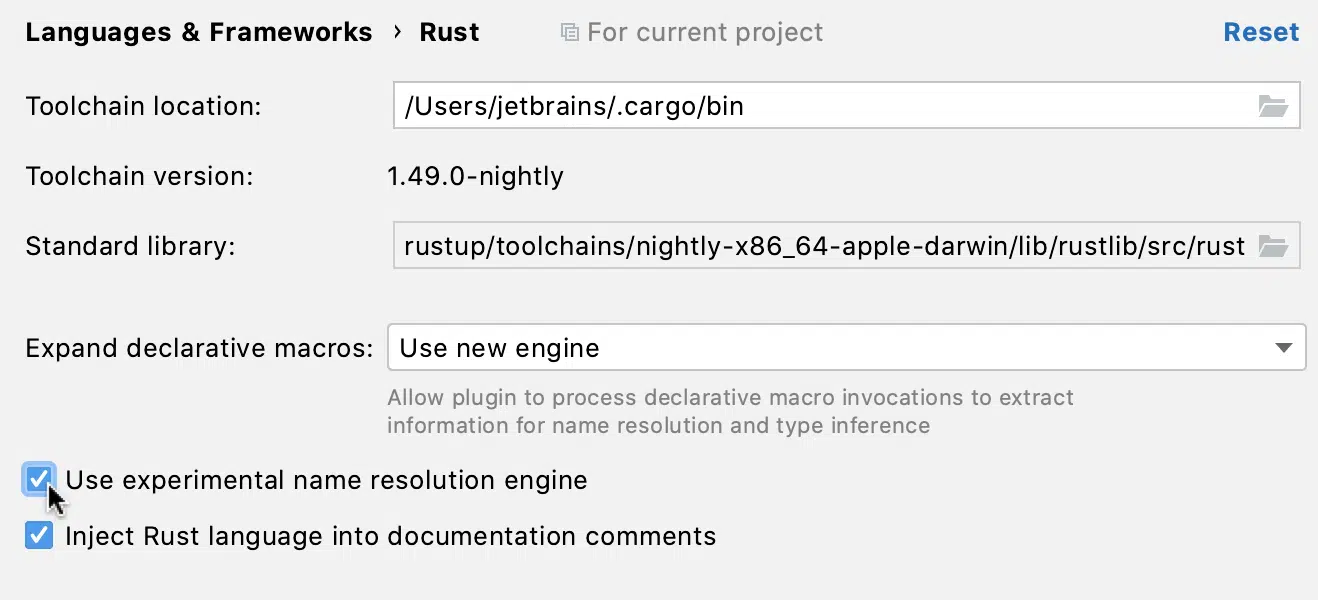 Languages & Frameworks › Rust For current project Reset
Toolchain location: /Users/jetbrains/.cargo/bin
Toolchain version: 1.49.0-nightly
Standard library: rustup/toolchains/nightly-x86_64-apple-darwin/lib/rustlib/src/rust
Expand declarative macros: Use new engine
Allow plugin to process declarative macro invocations to extract
information for name resolution and type inference
Use experimental name resolution engine
Inject Rust language into documentation comments